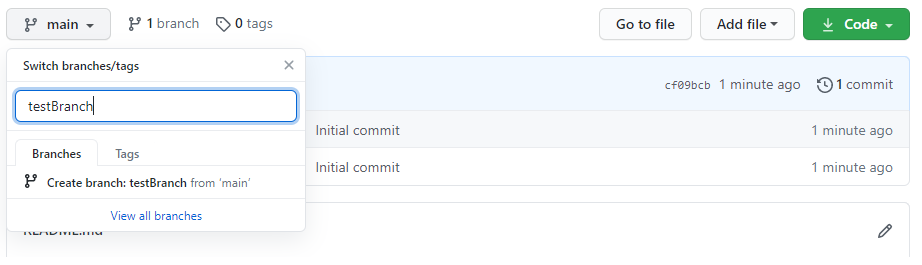 main 1 branch 0 tags Go to file Add file Code
Switch branches/tags
cf09bcb 1 minute ago 1 commit
testBranch
Initial commit 1 minute ago
Branches Tags
Initial commit 1 minute ago
Create branch: testBranch from ‘main’
View all branches
README.md